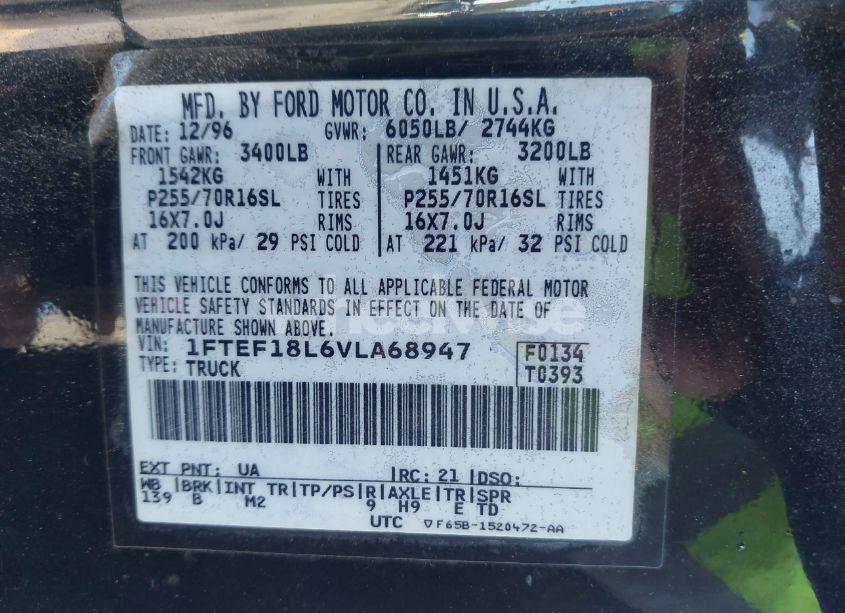 MFD. BY FORD MOTOR CO. IN U.S.A.
DATE: 12/96 GVWR: 6050LB/ 2744KG
FRONT GAWR: 3400LB REAR GAWR: 3200LB
1542KG WITH 1451KG WITH
P255/70R16SL TIRES P255/70R16SL TIRES
16X7.0J RIMS 16X7.0J RIMS
AT 200 kPa/ 29 PSI COLD AT 221 kPa/ 32 PSI COLD
THIS VEHICLE CONFORMS TO ALL APPLICABLE FEDERAL MOTOR
VEHICLE SAFETY STANDARDS IN EFFECT ON THE DATE OF
MANUFACTURE SHOWN ABOVE
VIN: 1FTEF18L6VLA68947 F0134
TYPE: TRUCK T0393
EXT PNT: UA RC: 21 DSO:
WB BRK INT TR TP/PS R AXLE TR SPR
139 B M2 9 H9 E TD
UTC ▽F65B-1520472-AA